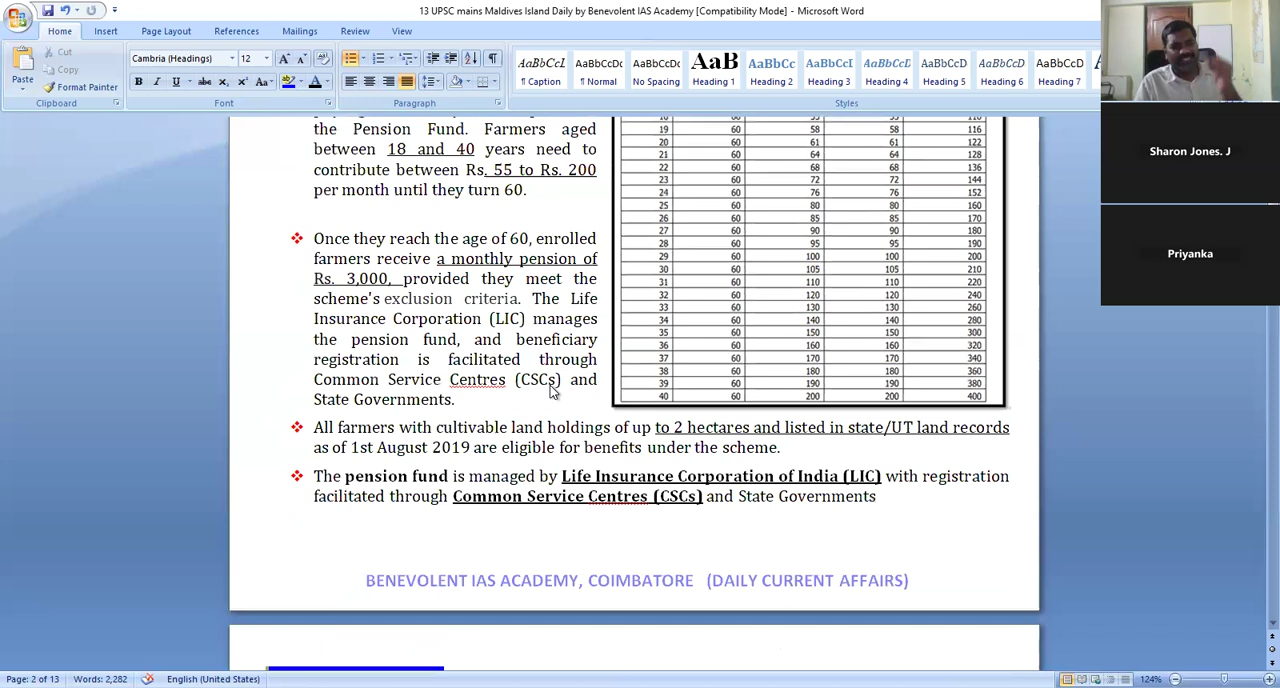 13 UPSC mains Maldives Island Daily by Benevolent IAS Academy [Compatibility Mode] - Microsoft Word
Home Insert Page Layout References Mailings Review View
Cut
Copy
Format Painter
Paste
Clipboard
Cambria (Headings) 12
Font
Paragraph
¶ Caption ¶ Normal No Spacing Heading 1 Heading 2 Heading 3 Heading 4 Heading 5 Heading 6 Heading 7
Styles
Sharon Jones. J
Priyanka
the Pension Fund. Farmers aged
between 18 and 40 years need to
contribute between Rs. 55 to Rs. 200
per month until they turn 60.
Once they reach the age of 60, enrolled
farmers receive a monthly pension of
Rs. 3,000, provided they meet the
scheme's exclusion criteria. The Life
Insurance Corporation (LIC) manages
the pension fund, and beneficiary
registration is facilitated through
Common Service Centres (CSCs) and
State Governments.
19 60 58 58 116
20 60 61 61 122
21 60 64 64 128
22 60 68 68 136
23 60 72 72 144
24 60 76 76 152
25 60 80 80 160
26 60 85 85 170
27 60 90 90 180
28 60 95 95 190
29 60 100 100 200
30 60 105 105 210
31 60 110 110 220
32 60 120 120 240
33 60 130 130 260
34 60 140 140 280
35 60 150 150 300
36 60 160 160 320
37 60 170 170 340
38 60 180 180 360
39 60 190 190 380
40 60 200 200 400
All farmers with cultivable land holdings of up to 2 hectares and listed in state/UT land records
as of 1st August 2019 are eligible for benefits under the scheme.
The pension fund is managed by Life Insurance Corporation of India (LIC) with registration
facilitated through Common Service Centres (CSCs) and State Governments
BENEVOLENT IAS ACADEMY, COIMBATORE (DAILY CURRENT AFFAIRS)
Page: 2 of 13 Words: 2,282 English (United States) 124%